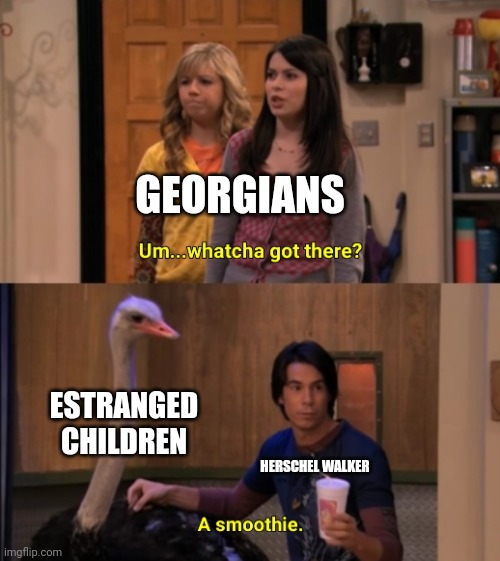 GEORGIANS
Um...whatcha got there?
ESTRANGED
CHILDREN
HERSCHEL WALKER
A smoothie.
imgflip.com